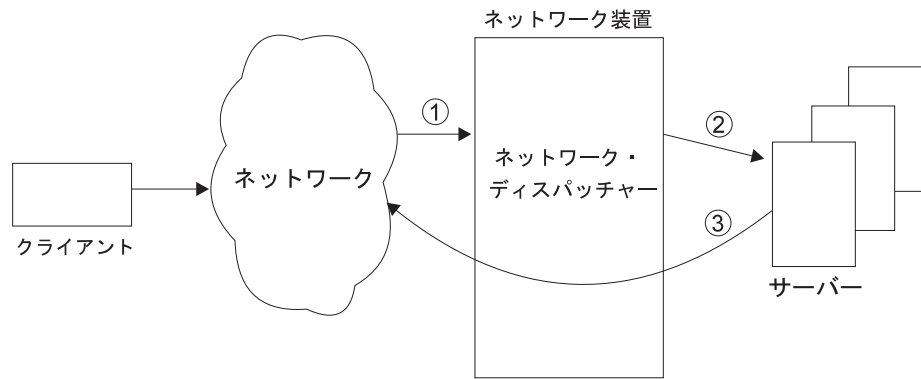 ネットワーク装置
①
②
ネットワーク・
ディスパッチャー
ネットワーク
③
クライアント
サーバー